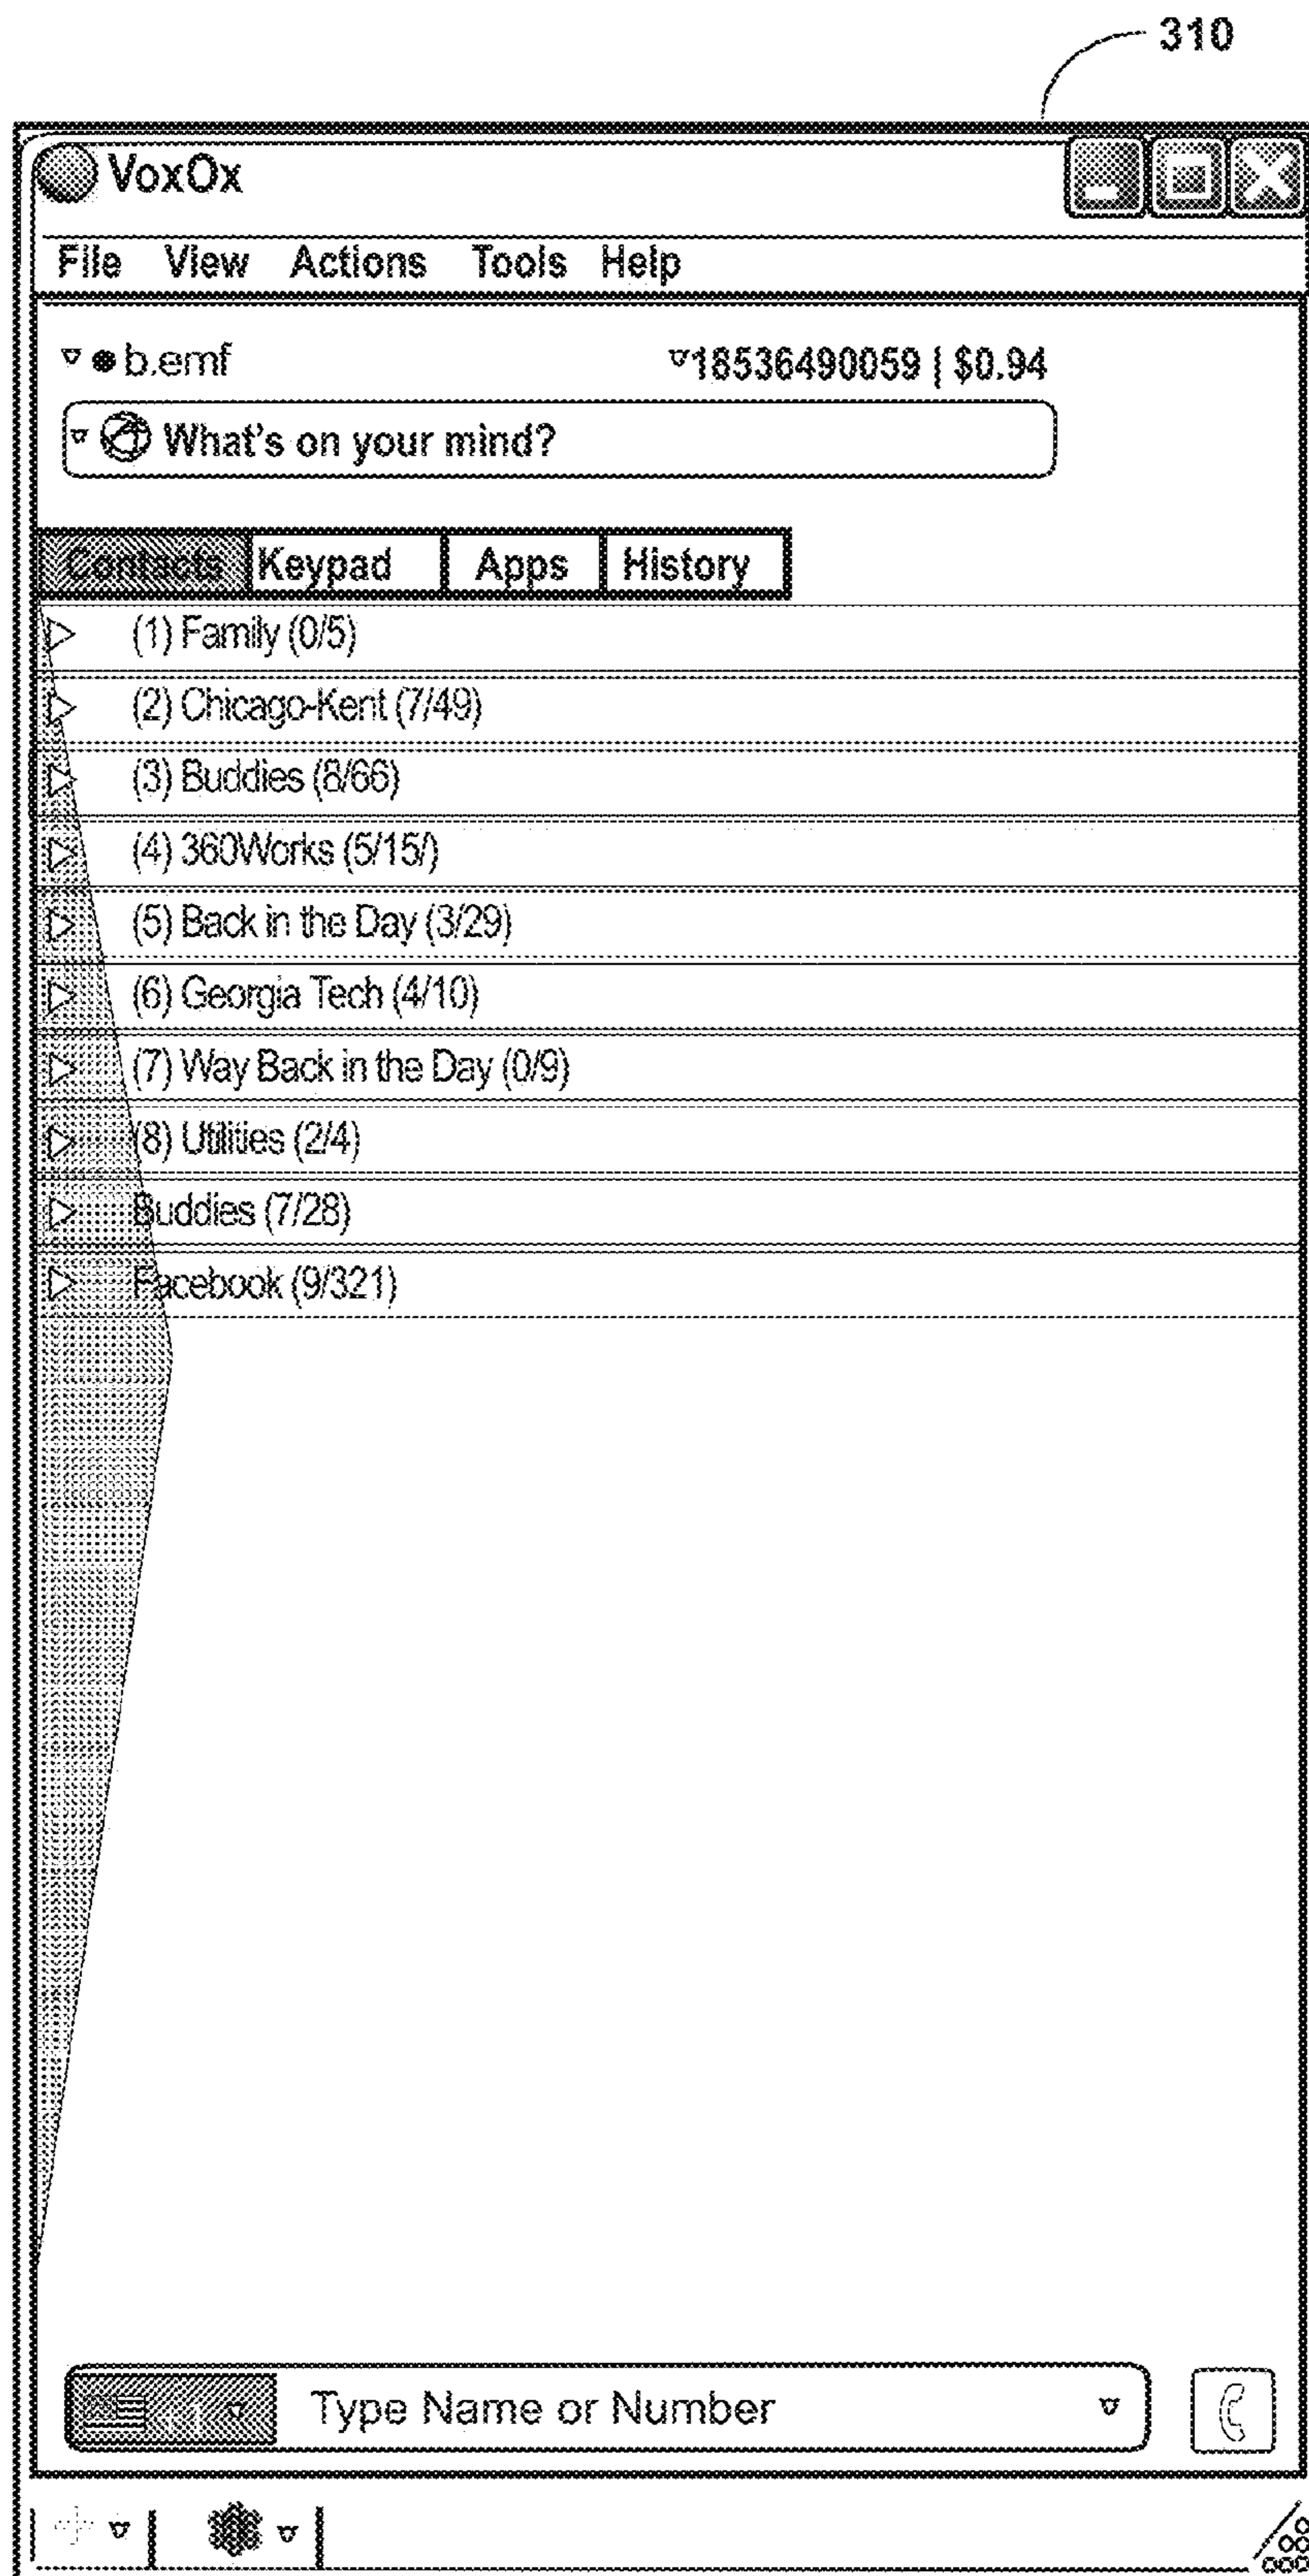 310
VoxOx
File View Actions Tools Help
b.emf 18536490059 | $0.94
What's on your mind?
Contacts Keypad Apps History
(1) Family (0/5)
(2) Chicago-Kent (7/49)
(3) Buddies (8/66)
(4) 360Works (5/15/)
(5) Back in the Day (3/29)
(6) Georgia Tech (4/10)
(7) Way Back in the Day (0/9)
(8) Utilities (2/4)
Buddies (7/28)
Facebook (9/321)
+1 Type Name or Number